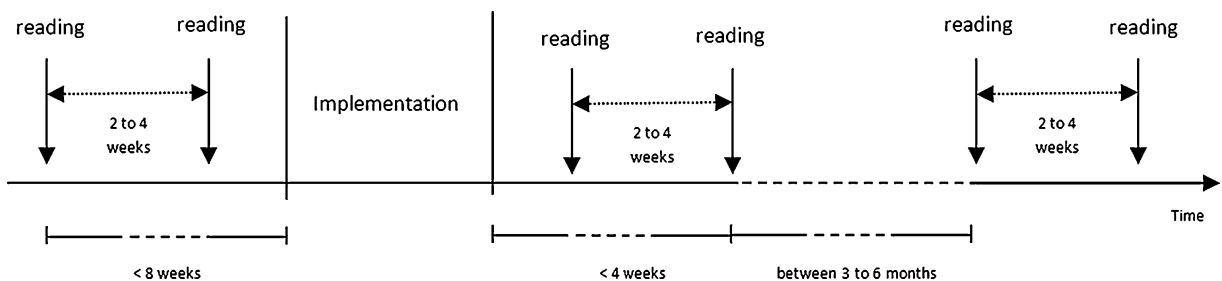 reading
reading
reading
reading
reading
reading
Implementation
2 to 4
weeks
2 to 4
weeks
2 to 4
weeks
Time
< 8 weeks
< 4 weeks
between 3 to 6 months